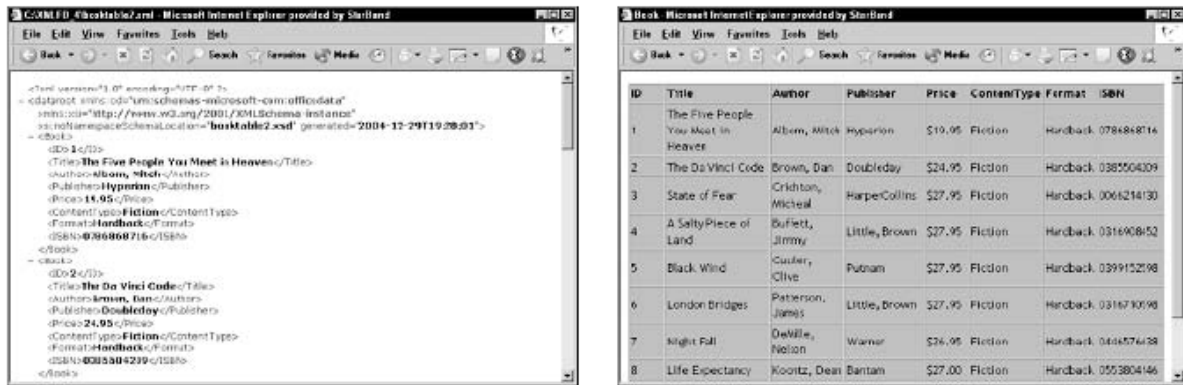 C:\XMLFD_4\booktable2.xml - Microsoft Internet Explorer provided by StarBand
File Edit View Favorites Tools Help
Back Search Favorites Media
<?xml version="1.0" encoding="UTF-8" ?>
- <dataroot xmlns:od="urn:schemas-microsoft-com:officedata"
xmlns:xsi="http://www.w3.org/2001/XMLSchema-instance"
xsi:noNamespaceSchemaLocation="booktable2.xsd" generated="2004-12-29T19:28:01">
- <Book>
<ID>1</ID>
<Title>The Five People You Meet in Heaven</Title>
<Author>Albom, Mitch</Author>
<Publisher>Hyperion</Publisher>
<Price>19.95</Price>
<ContentType>Fiction</ContentType>
<Format>Hardback</Format>
<ISBN>0786868716</ISBN>
</Book>
- <Book>
<ID>2</ID>
<Title>The Da Vinci Code</Title>
<Author>Brown, Dan</Author>
<Publisher>Doubleday</Publisher>
<Price>24.95</Price>
<ContentType>Fiction</ContentType>
<Format>Hardback</Format>
<ISBN>0385504209</ISBN>
</Book>
Book - Microsoft Internet Explorer provided by StarBand
File Edit View Favorites Tools Help
Back Search Favorites Media
ID Title Author Publisher Price ContentType Format ISBN
1 The Five People You Meet in Heaven Albom, Mitch Hyperion $19.95 Fiction Hardback 0786868716
2 The Da Vinci Code Brown, Dan Doubleday $24.95 Fiction Hardback 0385504209
3 State of Fear Crichton, Micheal HarperCollins $27.95 Fiction Hardback 0066214130
4 A Salty Piece of Land Buffett, Jimmy Little, Brown $27.95 Fiction Hardback 0316908452
5 Black Wind Cussler, Clive Putnam $27.95 Fiction Hardback 0399152598
6 London Bridges Patterson, James Little, Brown $27.95 Fiction Hardback
7 Night Fall DeMille, Nelson Warner $26.95 Fiction Hardback
8 Life Expectancy Koontz, Dean Bantam $27.00 Fiction Hardback 0553804146